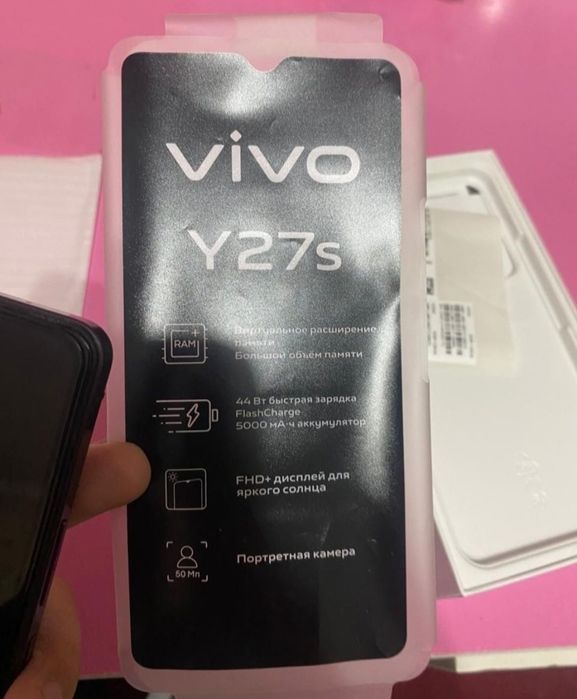 vivo
Y27s
RAM
Виртуальное расширение
памяти
Большой объём памяти
44 Вт быстрая зарядка
FlashCharge
5000 мА·ч аккумулятор
FHD+ дисплей для
яркого солнца
50 Мп
Портретная камера